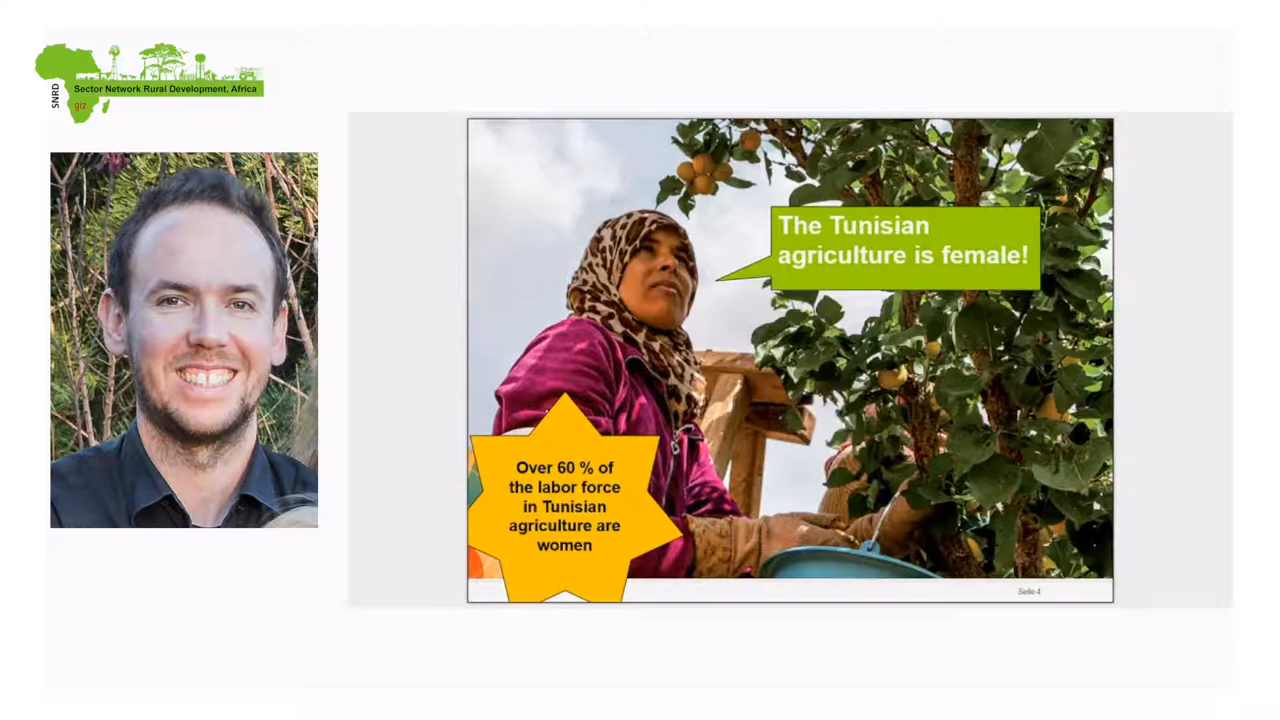 SNRD
Sector Network Rural Development, Africa
giz
The Tunisian
agriculture is female!
Over 60 % of
the labor force
in Tunisian
agriculture are
women
Seite 4